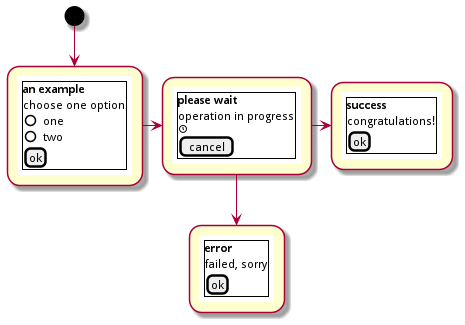 an example
choose one option
one
two
ok
please wait
operation in progress
cancel
success
congratulations!
ok
error
failed, sorry
ok